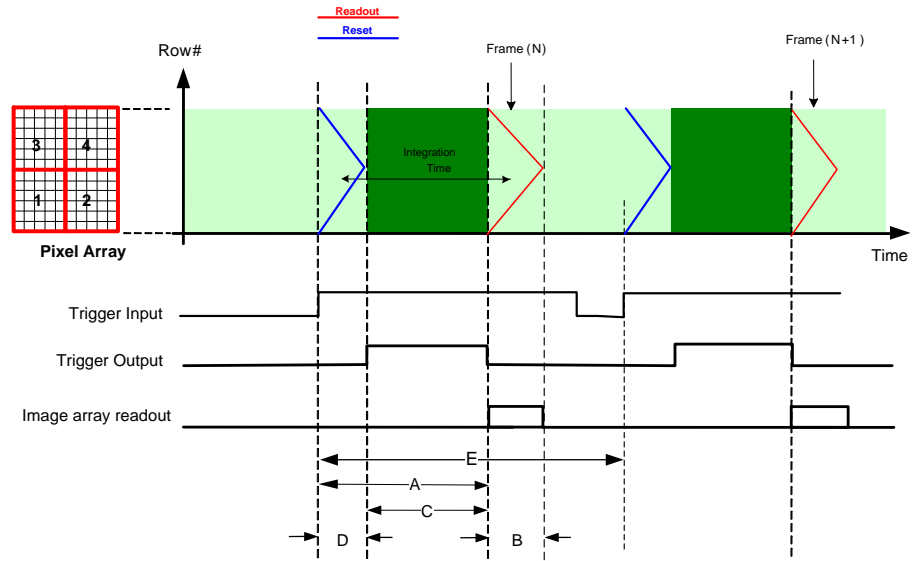 Readout
Reset
Row#
Frame (N)
Frame (N+1)
3 4
Integration
Time
1 2
Pixel Array
Time
Trigger Input
Trigger Output
Image array readout
E
A
C
D
B